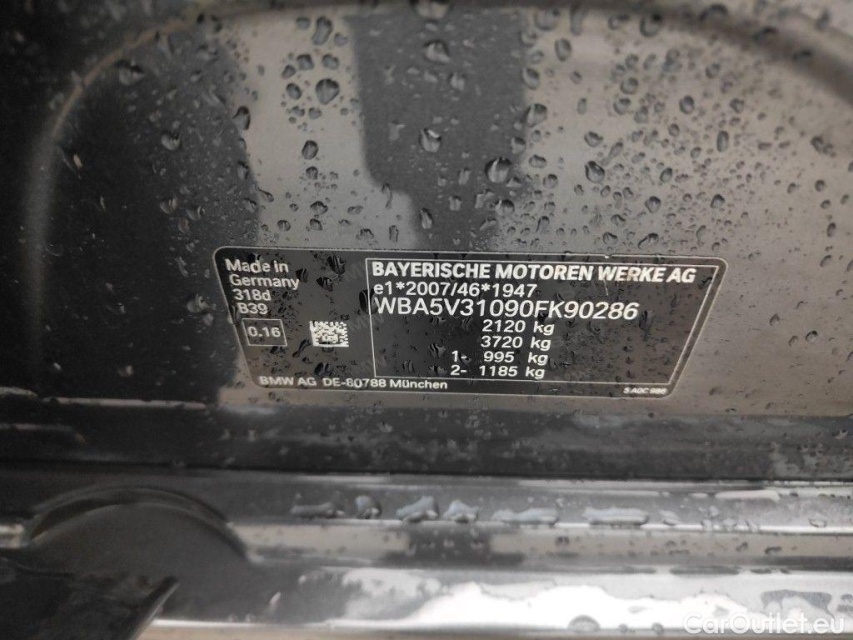 Made in
Germany
318d
B39
0.16
BAYERISCHE MOTOREN WERKE AG
e1*2007/46*1947
WBA5V31090FK90286
2120 kg
3720 kg
1- 995 kg
2- 1185 kg
BMW AG DE-80788 München
CarOutlet.eu